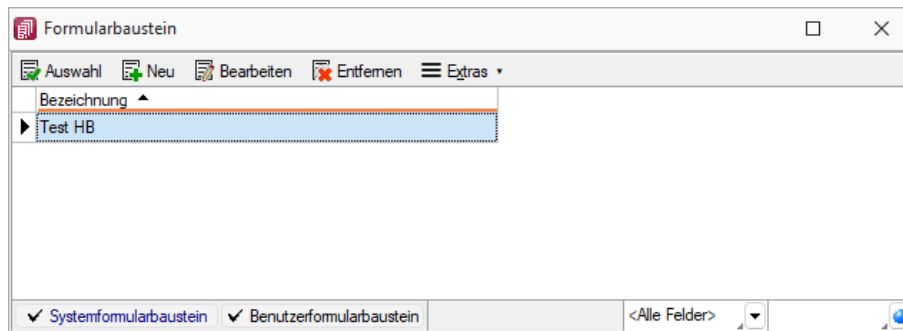 Formularbaustein
Auswahl Neu Bearbeiten Entfernen Extras
Bezeichnung
Test HB
Systemformularbaustein Benutzerformularbaustein <Alle Felder>